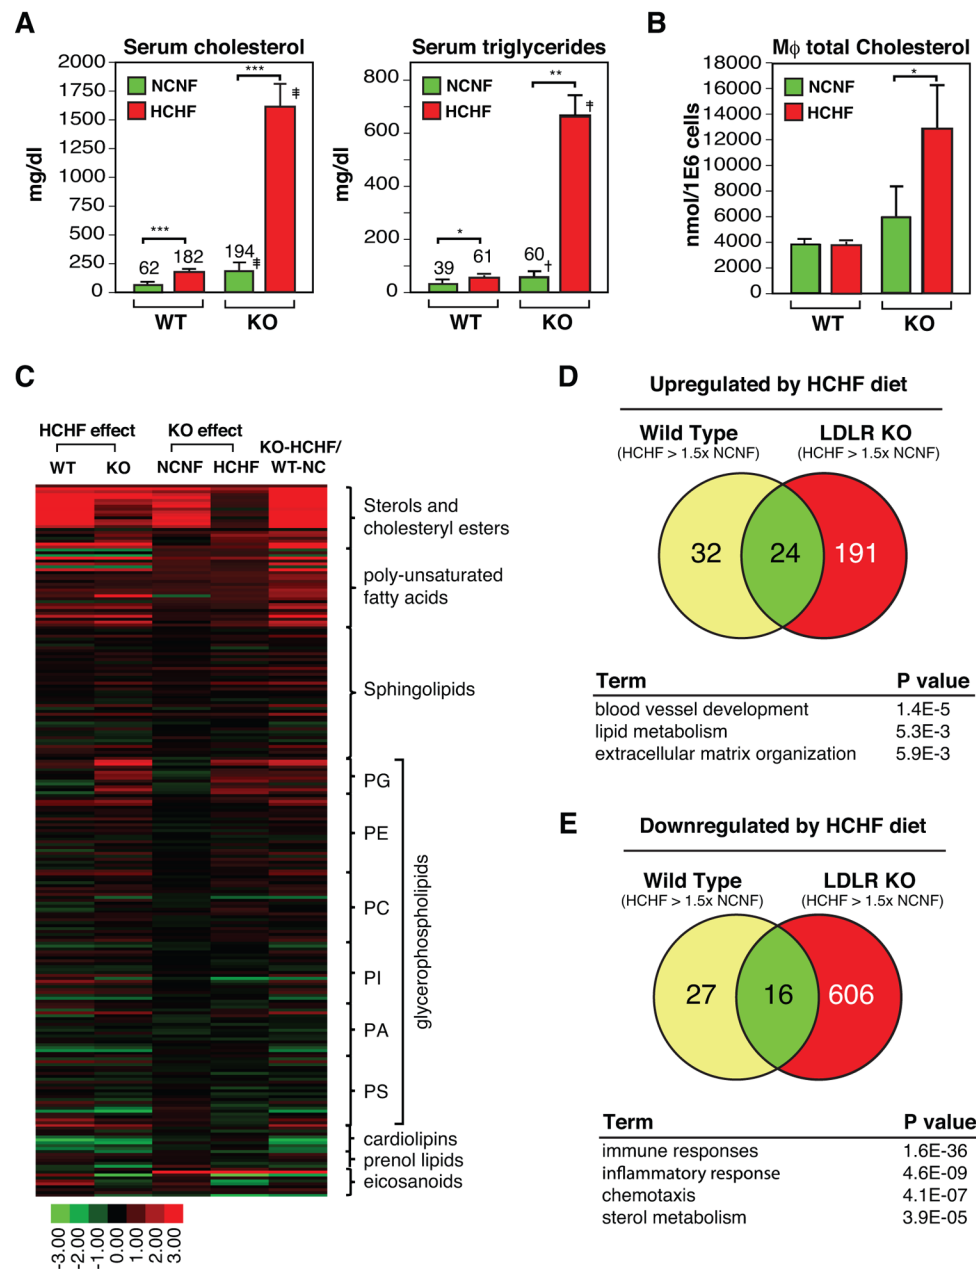 A
Serum cholesterol
2000
1750
1500
1250
1000
750
500
250
0
mg/dl
NCNF
HCHF
***
***
62
182
194
ǂ
ǂ
WT
KO
Serum triglycerides
800
600
400
200
0
mg/dl
NCNF
HCHF
*
**
39
61
60
†
ǂ
WT
KO
B
Mϕ total Cholesterol
18000
16000
14000
12000
10000
8000
6000
4000
2000
0
nmol/1E6 cells
NCNF
HCHF
*
WT
KO
C
HCHF effect
KO effect
KO-HCHF/
WT-NC
WT
KO
NCNF
HCHF
Sterols and
cholesteryl esters
poly-unsaturated
fatty acids
Sphingolipids
PG
PE
PC
PI
PA
PS
glycerophospholipids
cardiolipins
prenol lipids
eicosanoids
-3.00
-2.00
-1.00
0.00
1.00
2.00
3.00
D
Upregulated by HCHF diet
Wild Type LDLR KO
(HCHF > 1.5x NCNF) (HCHF > 1.5x NCNF)
32 24 191
Term P value
blood vessel development 1.4E-5
lipid metabolism 5.3E-3
extracellular matrix organization 5.9E-3
E
Downregulated by HCHF diet
Wild Type LDLR KO
(HCHF > 1.5x NCNF) (HCHF > 1.5x NCNF)
27 16 606
Term P value
immune responses 1.6E-36
inflammatory response 4.6E-09
chemotaxis 4.1E-07
sterol metabolism 3.9E-05